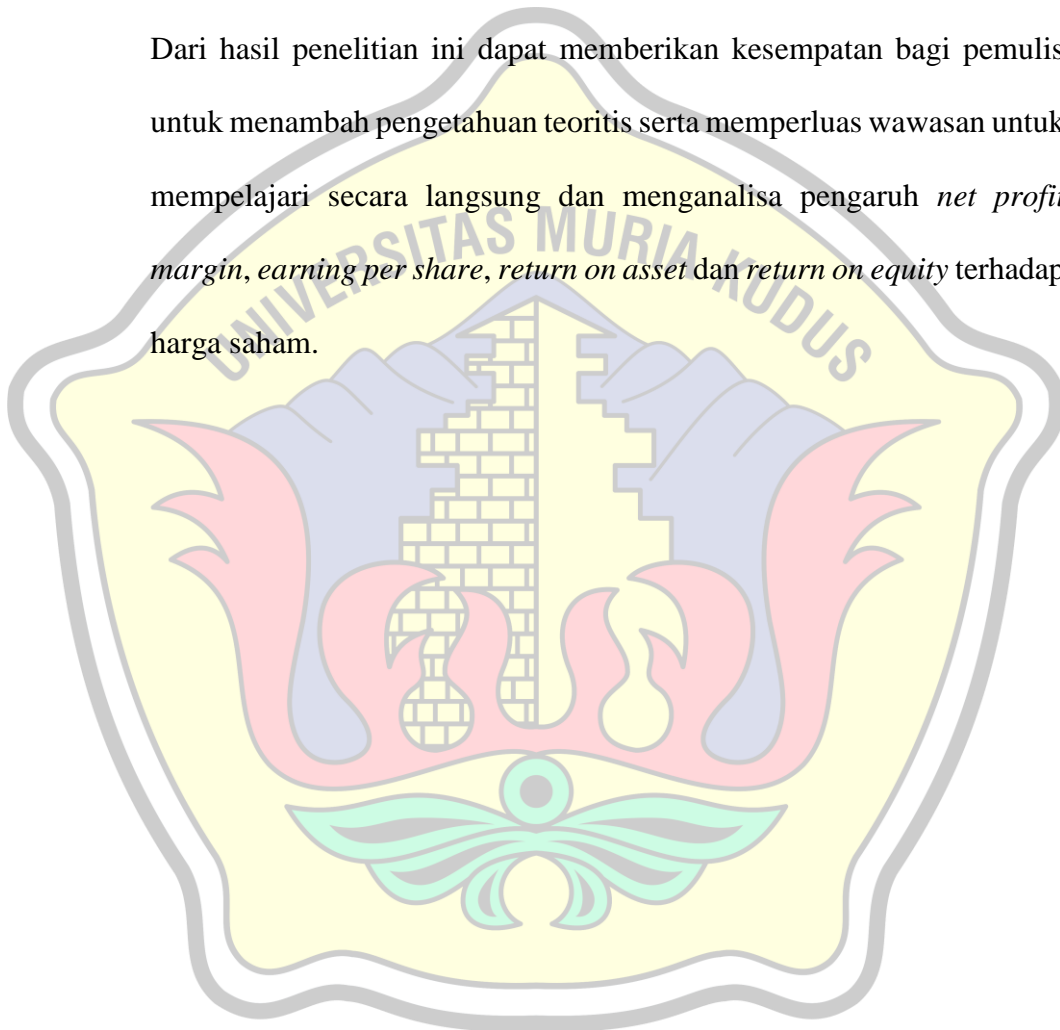 Dari hasil penelitian ini dapat memberikan kesempatan bagi pemulis
untuk menambah pengetahuan teoritis serta memperluas wawasan untuk
mempelajari secara langsung dan menganalisa pengaruh net profit
margin, earning per share, return on asset dan return on equity terhadap
harga saham.
UNIVERSITAS MURIA KUDUS